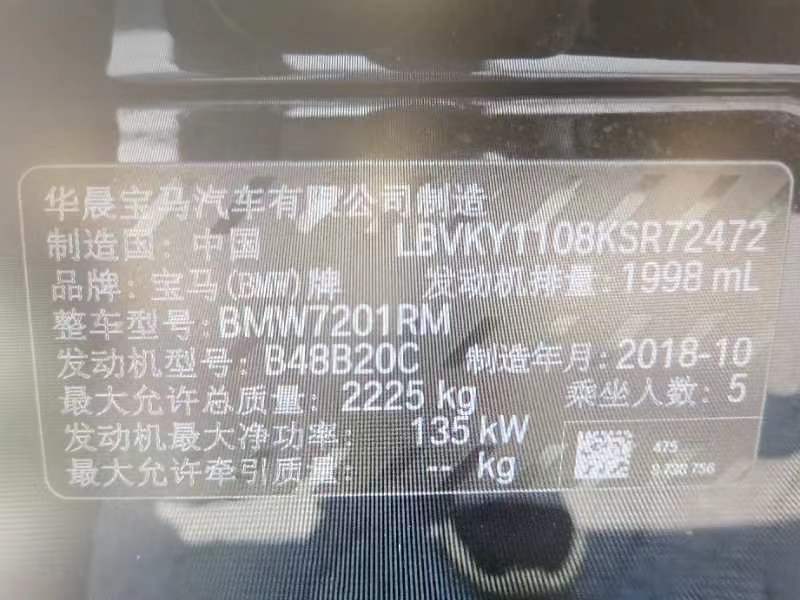 华晨宝马汽车有限公司制造
制造国: 中国 LBVKY1108KSR72472
品牌: 宝马(BMW)牌 发动机排量: 1998 mL
整车型号: BMW7201RM
发动机型号: B48B20C 制造年月: 2018-10
最大允许总质量: 2225 kg 乘坐人数: 5
发动机最大净功率: 135 kW
最大允许牵引质量: -- kg
475